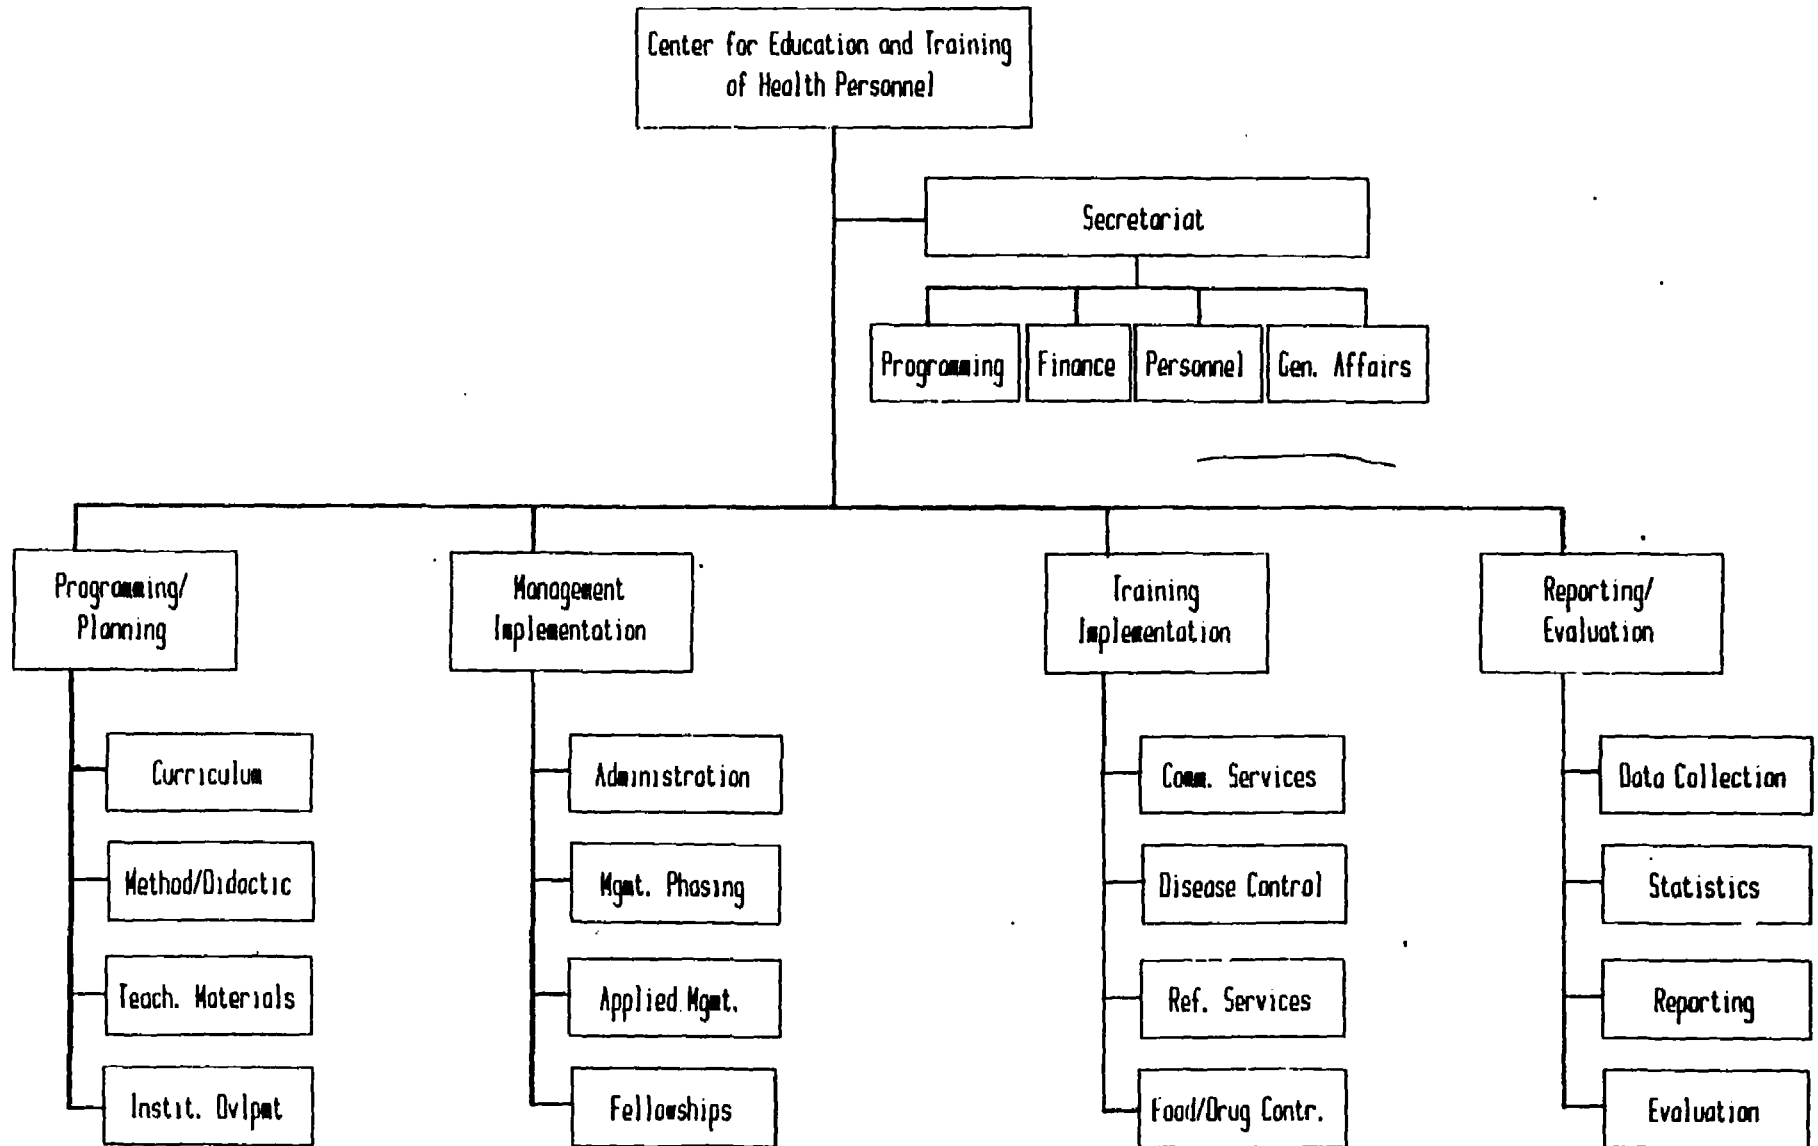 Center for Education and Training
of Health Personnel
Secretariat
Programming
Finance
Personnel
Gen. Affairs
Programming/
Planning
Management
Implementation
Training
Implementation
Reporting/
Evaluation
Curriculum
Method/Didactic
Teach. Materials
Instit. Dvlpmt
Administration
Mgmt. Phasing
Applied Mgmt.
Fellowships
Comm. Services
Disease Control
Ref. Services
Food/Drug Contr.
Data Collection
Statistics
Reporting
Evaluation